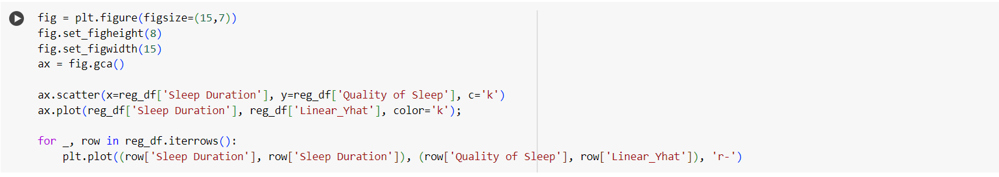 fig = plt.figure(figsize=(15,7))
fig.set_figheight(8)
fig.set_figwidth(15)
ax = fig.gca()
ax.scatter(x=reg_df['Sleep Duration'], y=reg_df['Quality of Sleep'], c='k')
ax.plot(reg_df['Sleep Duration'], reg_df['Linear_Yhat'], color='k');
for _, row in reg_df.iterrows():
    plt.plot((row['Sleep Duration'], row['Sleep Duration']), (row['Quality of Sleep'], row['Linear_Yhat']), 'r-')